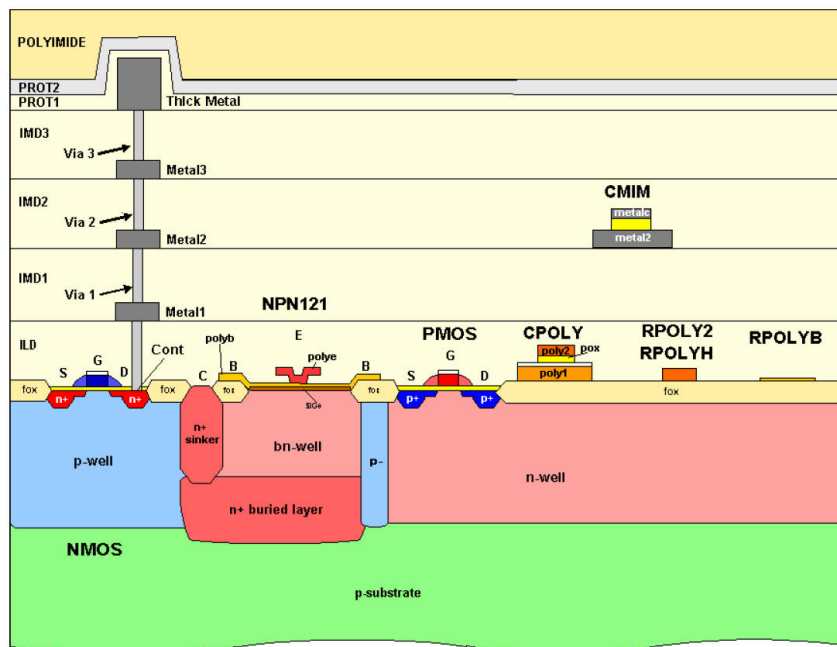 POLYIMIDE
PROT2
PROT1
Thick Metal
IMD3
Via 3
Metal3
IMD2
CMIM
metalc
Via 2
Metal2
metal2
IMD1
Via 1
NPN121
Metal1
PMOS
CPOLY
RPOLY2
RPOLYH
RPOLYB
ILD
polyb
E
Cont
polye
poly2
pox
S
G
D
C
B
B
S
G
D
poly1
fox
n+
n+
fox
fox
SiGe
fox
p+
p+
fox
n+
sinker
p-well
bn-well
p-
n-well
n+ buried layer
NMOS
p-substrate